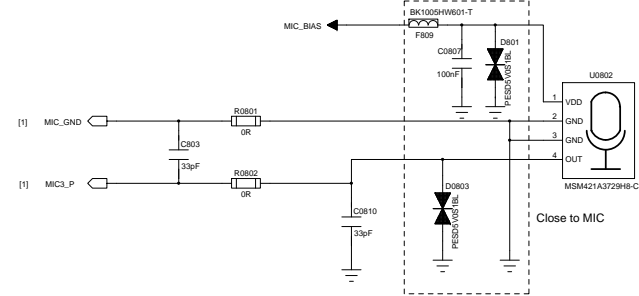 BK1005HW601-T
MIC_BIAS
F809
D801
C0807
100nF
PESD5V0S1BL
U0802
1 VDD
2 GND
3 GND
4 OUT
MSM421A3729H8-C
[1] MIC_GND
R0801
0R
C803
33pF
[1] MIC3_P
R0802
0R
C0810
33pF
D0803
PESD5V0S1BL
Close to MIC